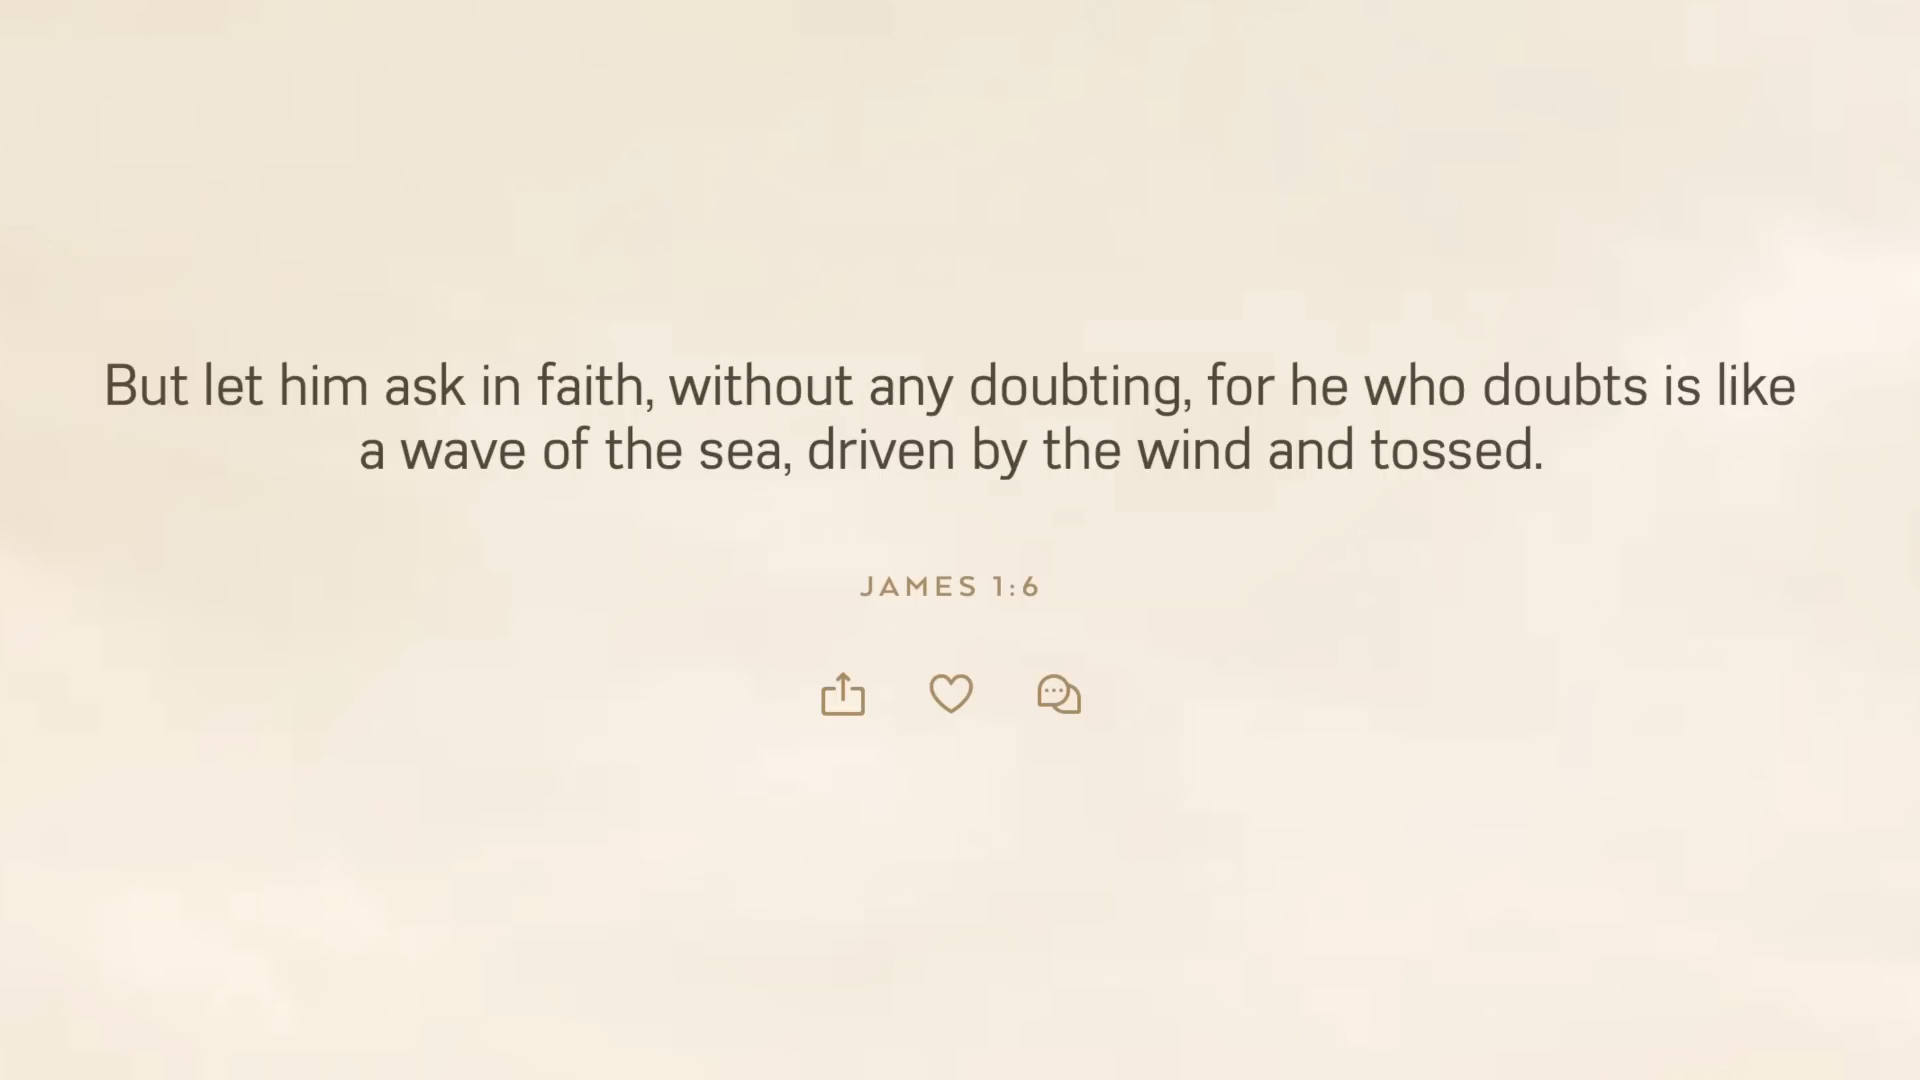 But let him ask in faith, without any doubting, for he who doubts is like
a wave of the sea, driven by the wind and tossed.
JAMES 1:6